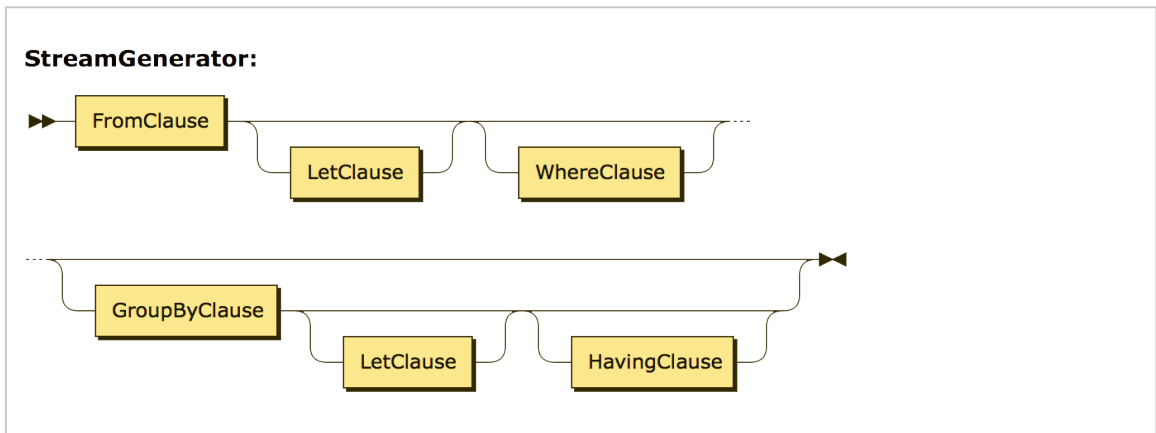 StreamGenerator:
FromClause
LetClause
WhereClause
GroupByClause
LetClause
HavingClause